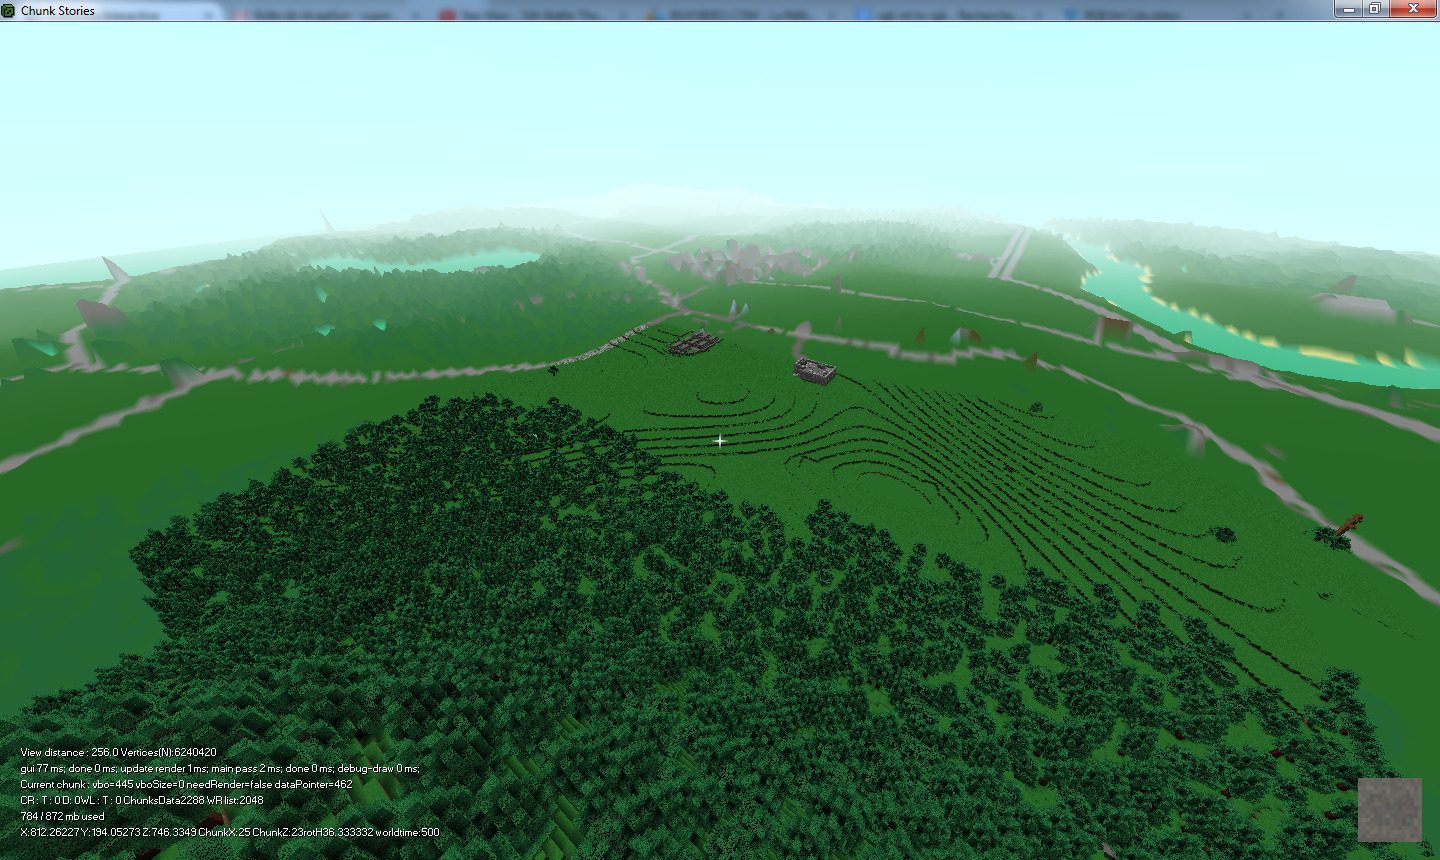 Chunk Stories
View distance : 256.0 Vertices(N):6240420
gui 77 ms; done 0 ms; update render 1 ms; main pass 2 ms; done 0 ms; debug-draw 0 ms;
Current chunk : vbo=445 vboSize=0 needRender=false dataPointer=462
CR : T : 0 D: 0WL : T : 0 ChunksData2288 WR list:2048
784 / 872 mb used
X:812.26227 Y:194.05273 Z:746.3349 ChunkX:25 ChunkZ:23rotH36.333332 worldtime:500